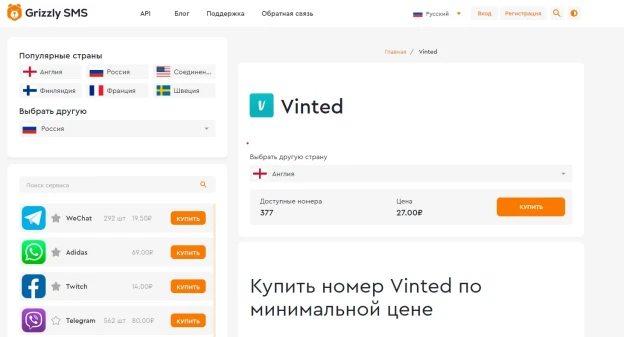 Grizzly SMS
API
Блог
Поддержка
Обратная связь
Русский
Вход
Регистрация
Популярные страны
Англия
Россия
Соединен...
Финляндия
Франция
Швеция
Выбрать другую
Россия
Поиск сервиса
WeChat 292 шт 19.50₽ КУПИТЬ
Adidas 69.00₽ КУПИТЬ
Twitch 14.00₽ КУПИТЬ
Telegram 562 шт 80.00₽ КУПИТЬ
Главная / Vinted
Vinted
Выбрать другую страну
Англия
Доступные номера
377
Цена
27.00₽
КУПИТЬ
Купить номер Vinted по
минимальной цене